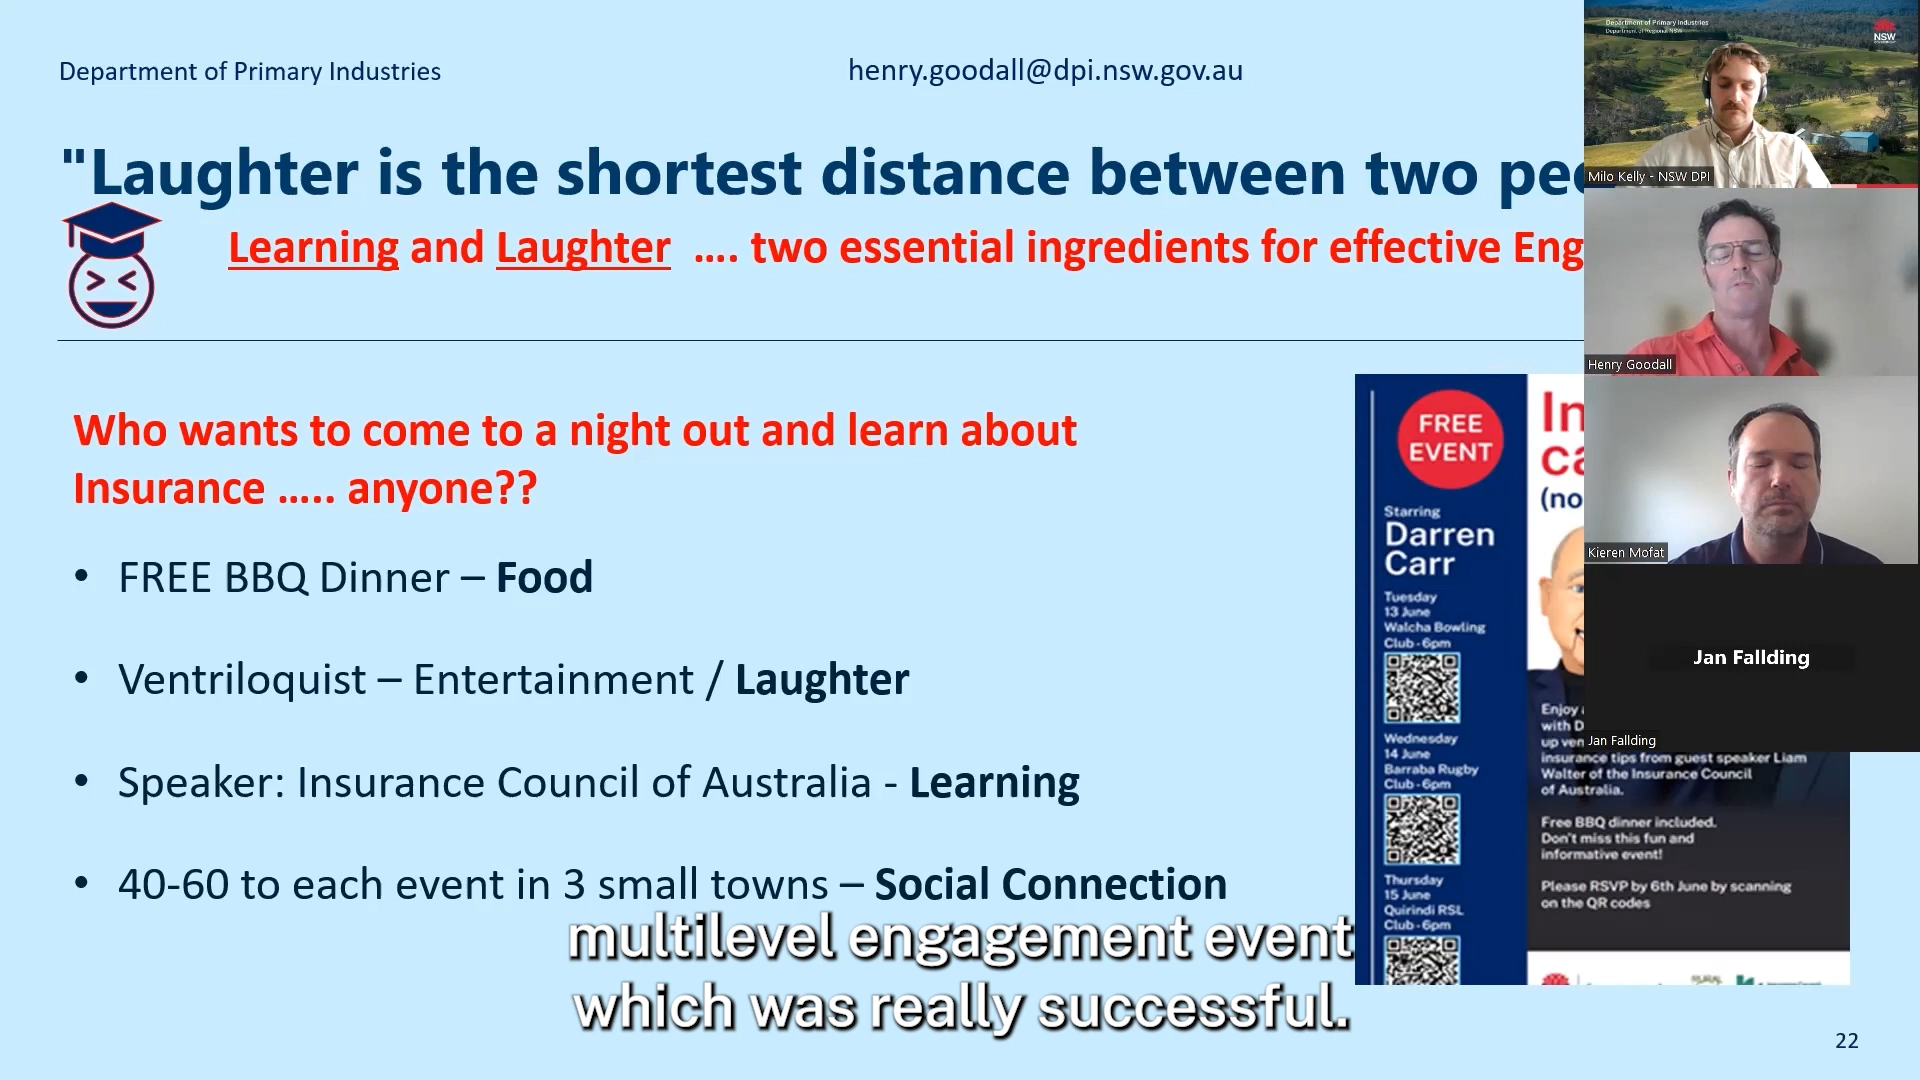 Department of Primary Industries
henry.goodall@dpi.nsw.gov.au
"Laughter is the shortest distance between two peo
Learning and Laughter .... two essential ingredients for effective Eng
Who wants to come to a night out and learn about
Insurance ..... anyone??
• FREE BBQ Dinner – Food
• Ventriloquist – Entertainment / Laughter
• Speaker: Insurance Council of Australia - Learning
• 40-60 to each event in 3 small towns – Social Connection
FREE
EVENT
Starring
Darren
Carr
Tuesday
13 June
Walcha Bowling
Club - 6pm
Wednesday
14 June
Barraba Rugby
Club - 6pm
Thursday
15 June
Quirindi RSL
Club - 6pm
In
ca
(no
Enjoy
with D
up ven
insurance tips from guest speaker Liam
Walter of the Insurance Council
of Australia.
Free BBQ dinner included.
Don't miss this fun and
informative event!
Please RSVP by 6th June by scanning
on the QR codes
Department of Primary Industries
Department of Regional NSW
NSW
Milo Kelly - NSW DPI
Henry Goodall
Kieren Mofat
Jan Fallding
Jan Fallding
multilevel engagement event
which was really successful.
22